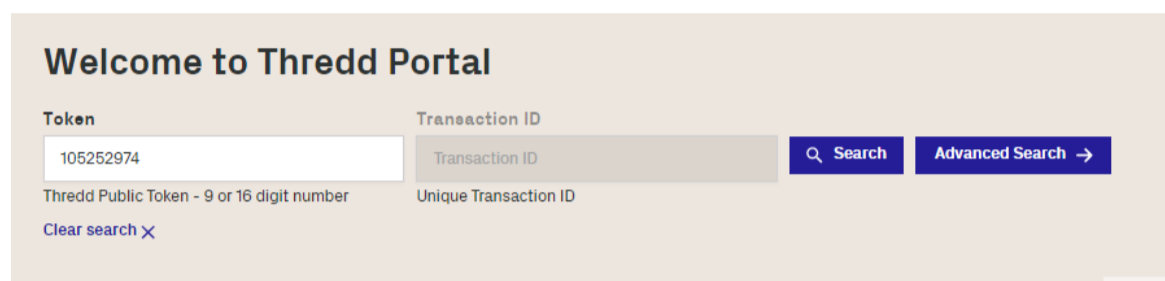 Welcome to Thredd Portal
Token Transaction ID
105252974 Transaction ID Search Advanced Search →
Thredd Public Token - 9 or 16 digit number Unique Transaction ID
Clear search ×